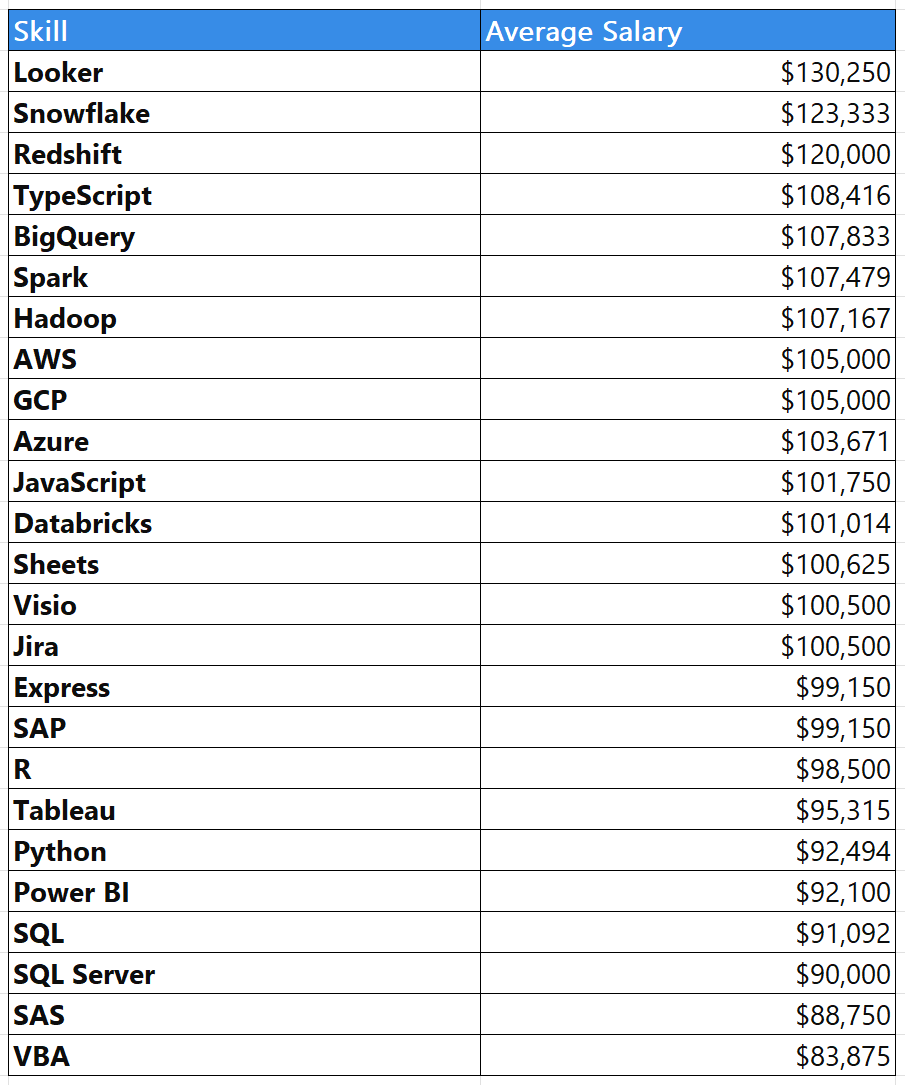 Skill Average Salary
Looker $130,250
Snowflake $123,333
Redshift $120,000
TypeScript $108,416
BigQuery $107,833
Spark $107,479
Hadoop $107,167
AWS $105,000
GCP $105,000
Azure $103,671
JavaScript $101,750
Databricks $101,014
Sheets $100,625
Visio $100,500
Jira $100,500
Express $99,150
SAP $99,150
R $98,500
Tableau $95,315
Python $92,494
Power BI $92,100
SQL $91,092
SQL Server $90,000
SAS $88,750
VBA $83,875